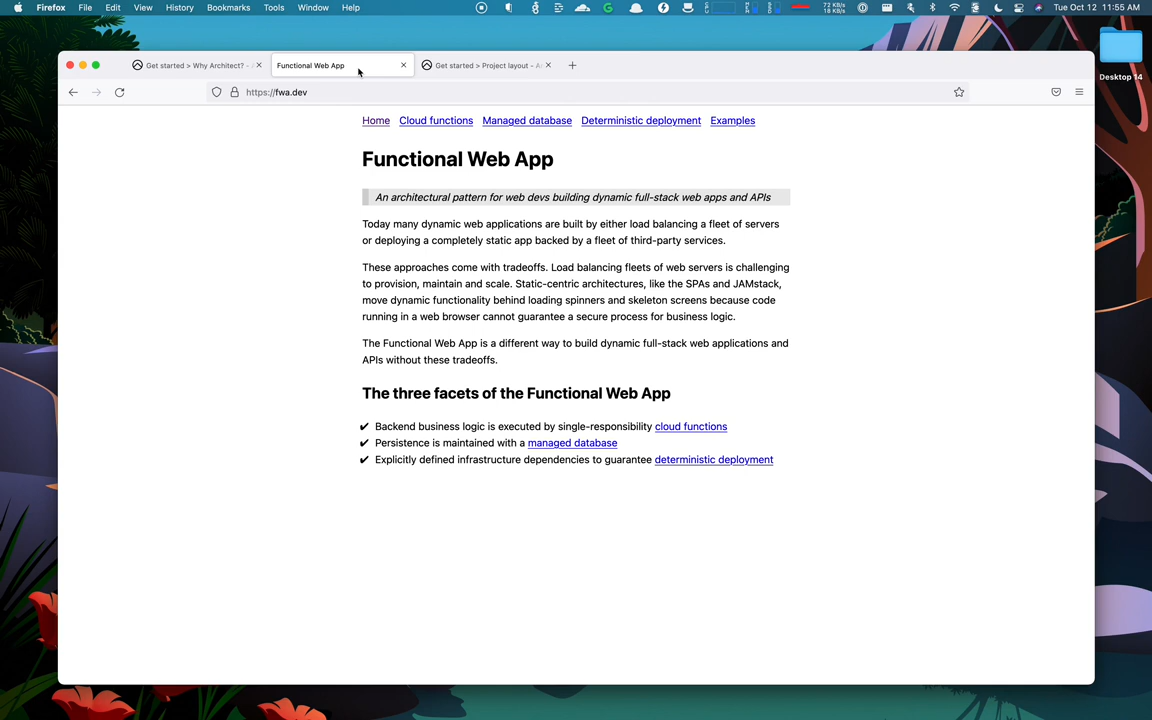 Firefox File Edit View History Bookmarks Tools Window Help
72 KB/s
18 KB/s
Tue Oct 12 11:55 AM
Desktop 14
Get started > Why Architect? -
Functional Web App
Get started > Project layout -
https://fwa.dev
Home Cloud functions Managed database Deterministic deployment Examples
Functional Web App
An architectural pattern for web devs building dynamic full-stack web apps and APIs
Today many dynamic web applications are built by either load balancing a fleet of servers
or deploying a completely static app backed by a fleet of third-party services.
These approaches come with tradeoffs. Load balancing fleets of web servers is challenging
to provision, maintain and scale. Static-centric architectures, like the SPAs and JAMstack,
move dynamic functionality behind loading spinners and skeleton screens because code
running in a web browser cannot guarantee a secure process for business logic.
The Functional Web App is a different way to build dynamic full-stack web applications and
APIs without these tradeoffs.
The three facets of the Functional Web App
✔ Backend business logic is executed by single-responsibility cloud functions
✔ Persistence is maintained with a managed database
✔ Explicitly defined infrastructure dependencies to guarantee deterministic deployment